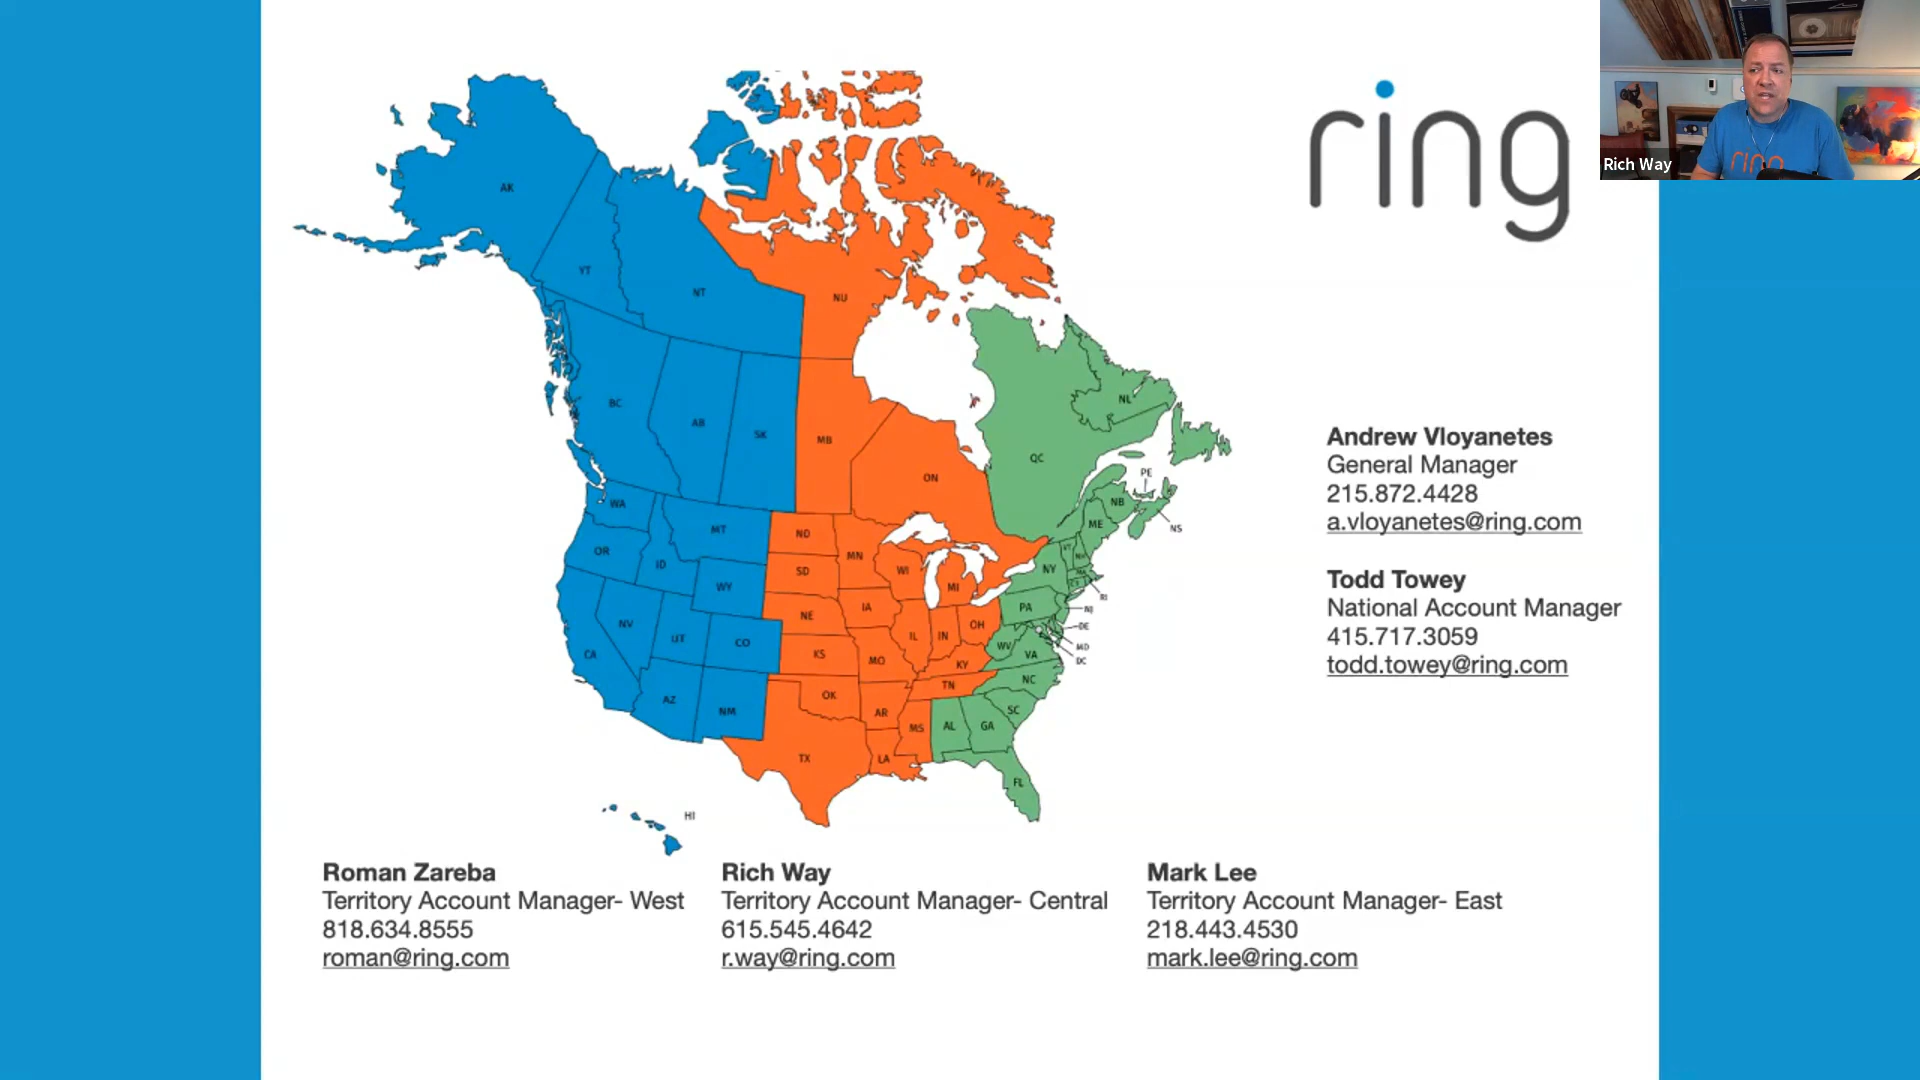 ring
Rich Way
ring
AK
YT
NT
NU
BC
AB
SK
MB
ON
QC
NL
PE
NB
NS
ME
WA
MT
ND
MN
OR
ID
SD
WI
MI
VT
NH
NY
MA
CT
RI
WY
NE
IA
PA
NJ
NV
UT
CO
IL
IN
OH
DE
CA
KS
MO
KY
WV
VA
MD
DC
AZ
NM
OK
AR
TN
NC
TX
LA
MS
AL
GA
SC
FL
HI
Andrew Vloyanetes
General Manager
215.872.4428
a.vloyanetes@ring.com
Todd Towey
National Account Manager
415.717.3059
todd.towey@ring.com
Roman Zareba
Territory Account Manager- West
818.634.8555
roman@ring.com
Rich Way
Territory Account Manager- Central
615.545.4642
r.way@ring.com
Mark Lee
Territory Account Manager- East
218.443.4530
mark.lee@ring.com